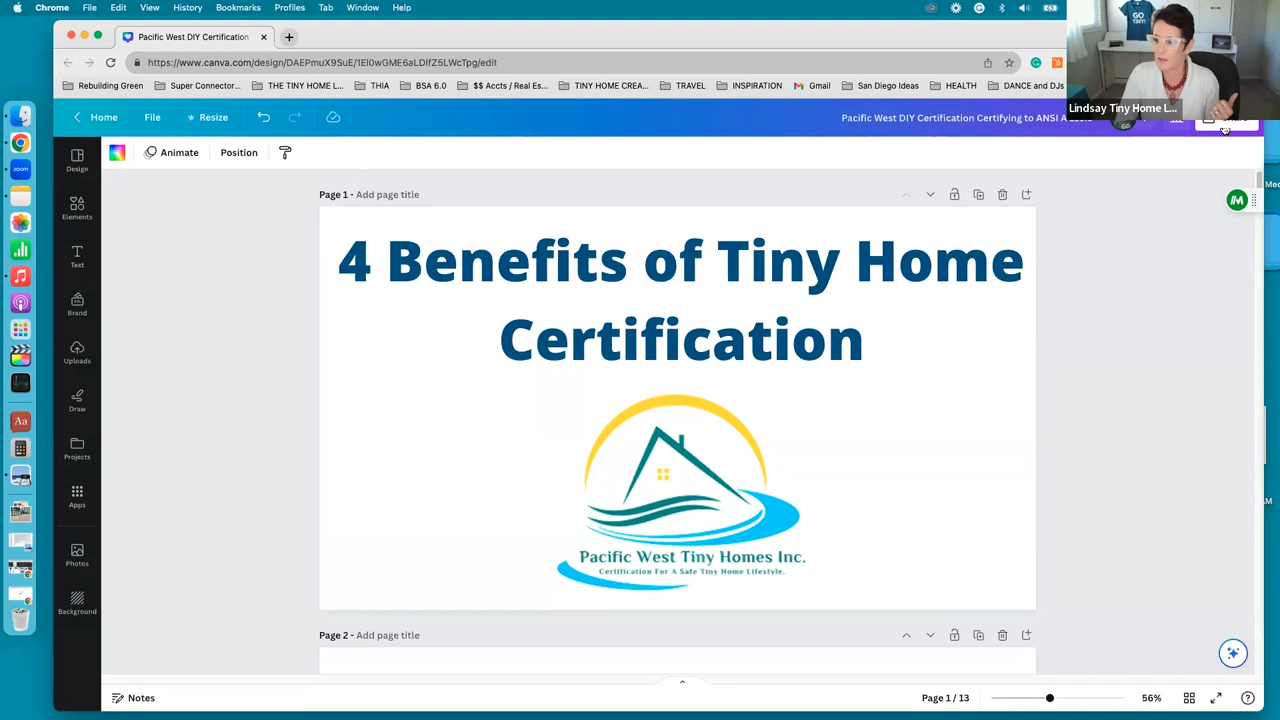 Chrome File Edit View History Bookmarks Profiles Tab Window Help
GO
TINY!
Pacific West DIY Certification
https://www.canva.com/design/DAEPmuX9SuE/1El0wGME6aLDlfZ5LWcTpg/edit
Rebuilding Green Super Connector... THE TINY HOME L... THIA BSA 6.0 $$ Accts / Real Es... TINY HOME CREA... TRAVEL INSPIRATION Gmail San Diego Ideas HEALTH DANCE and DJs
Lindsay Tiny Home L...
Home File Resize Pacific West DIY Certification Certifying to ANSI
Animate Position
Design
Elements
Text
Brand
Uploads
Draw
Projects
Apps
Photos
Background
zoom
Aa
Page 1 - Add page title
4 Benefits of Tiny Home
Certification
Pacific West Tiny Homes Inc.
Certification For A Safe Tiny Home Lifestyle.
Page 2 - Add page title
Notes Page 1 / 13 56%